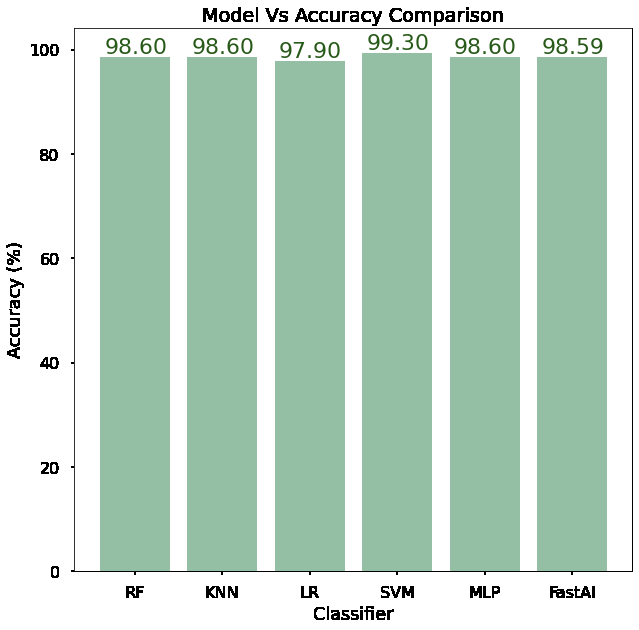 Model Vs Accuracy Comparison
98.60 98.60 97.90 99.30 98.60 98.59
100
80
60
40
20
0
Accuracy (%)
RF KNN LR SVM MLP FastAI
Classifier